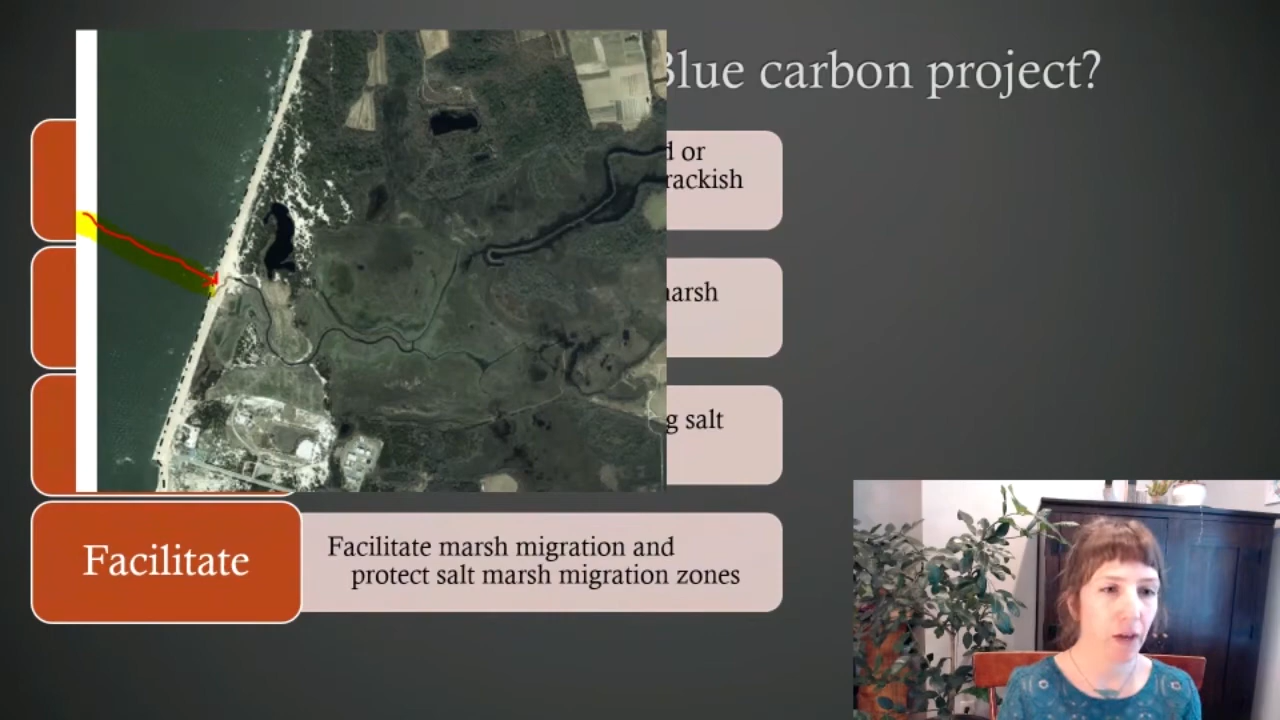 Blue carbon project?
d or
rackish
arsh
g salt
Facilitate
Facilitate marsh migration and
protect salt marsh migration zones